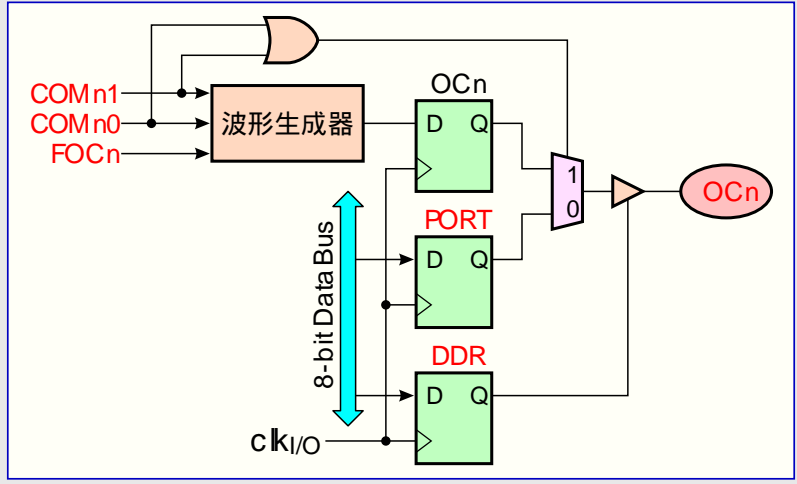 OCn
COMn1
COMn0
FOCn
波形生成器
D Q
1
0
OCn
PORT
D Q
8-bit Data Bus
DDR
D Q
clkI/O